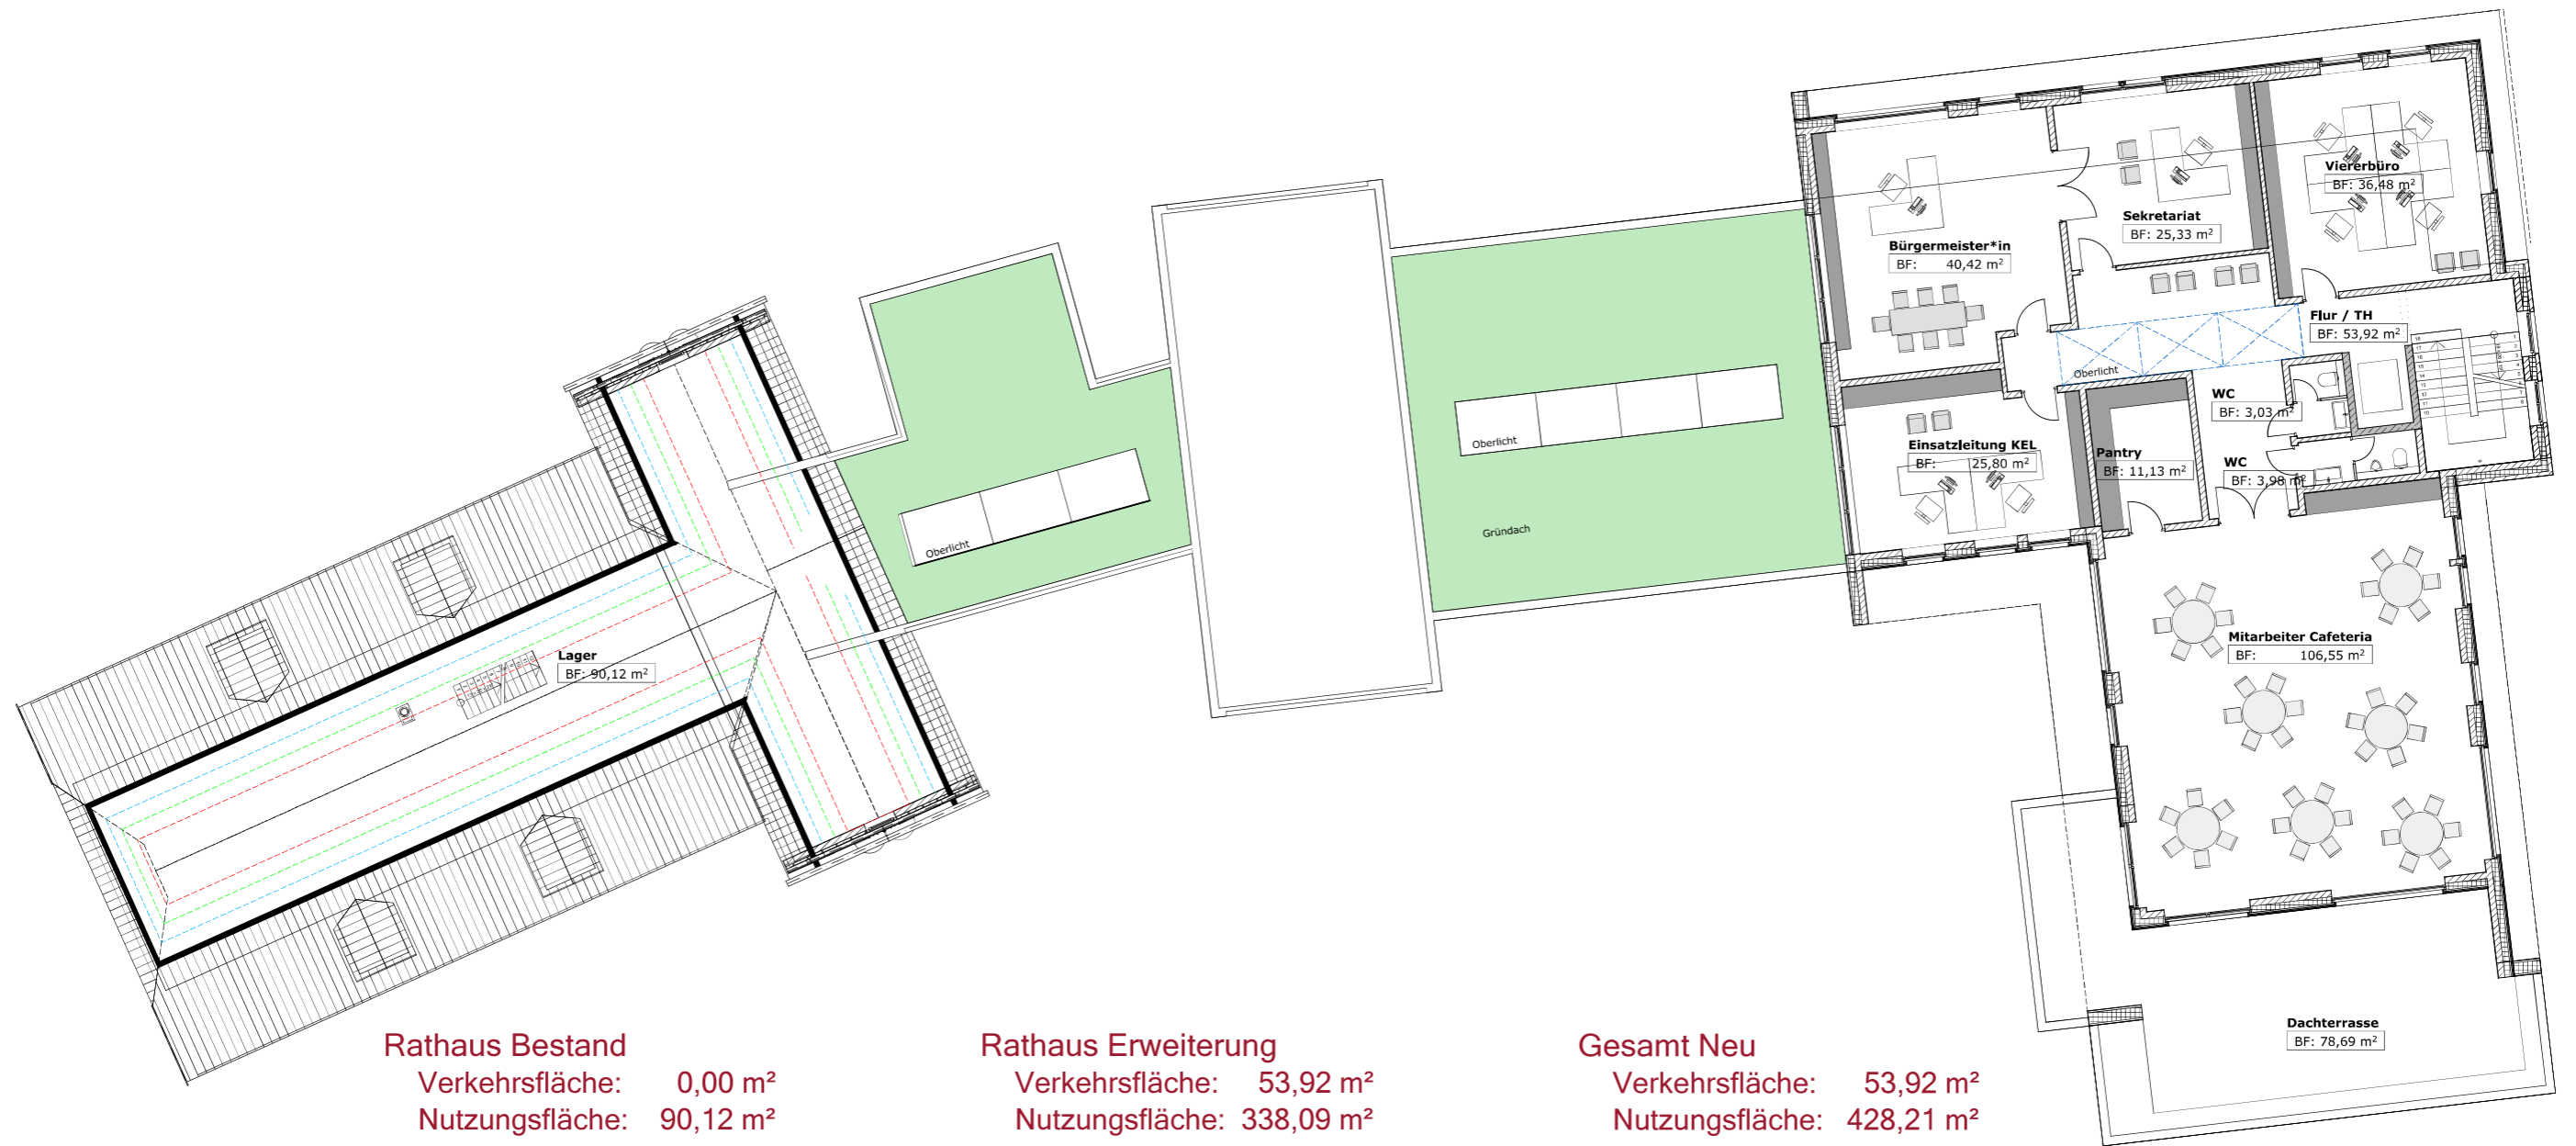 Viererbüro
BF: 36,48 m²
Sekretariat
BF: 25,33 m²
Bürgermeister*in
BF: 40,42 m²
Flur / TH
BF: 53,92 m²
Oberlicht
WC
BF: 3,03 m²
Oberlicht
Einsatzleitung KEL
BF: 25,80 m²
Pantry
BF: 11,13 m²
WC
BF: 3,98 m²
Gründach
Oberlicht
Mitarbeiter Cafeteria
BF: 106,55 m²
Lager
BF: 90,12 m²
Dachterrasse
BF: 78,69 m²
Rathaus Bestand
Verkehrsfläche: 0,00 m²
Nutzungsfläche: 90,12 m²
Rathaus Erweiterung
Verkehrsfläche: 53,92 m²
Nutzungsfläche: 338,09 m²
Gesamt Neu
Verkehrsfläche: 53,92 m²
Nutzungsfläche: 428,21 m²